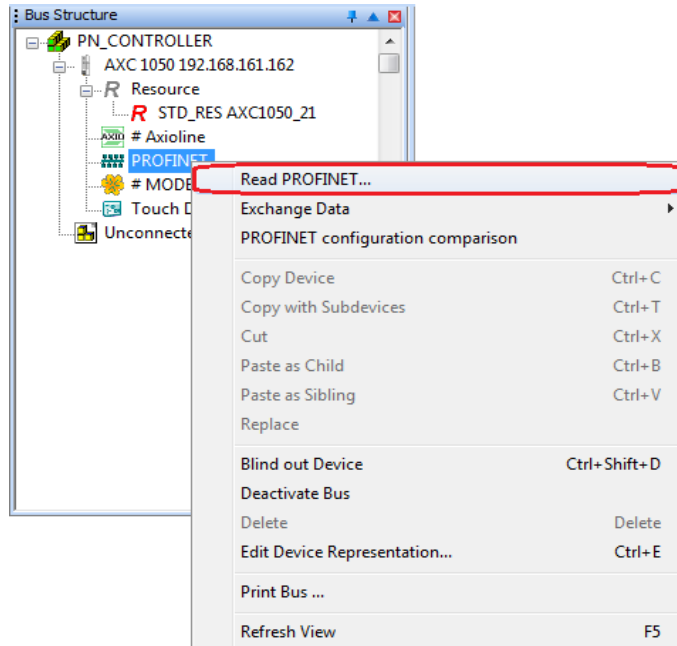 Bus Structure
PN_CONTROLLER
AXC 1050 192.168.161.162
R Resource
R STD_RES AXC1050_21
AXIO # Axioline
PROFINET
# MODE
Touch D
Unconnecte
Read PROFINET...
Exchange Data
PROFINET configuration comparison
Copy Device Ctrl+C
Copy with Subdevices Ctrl+T
Cut Ctrl+X
Paste as Child Ctrl+B
Paste as Sibling Ctrl+V
Replace
Blind out Device Ctrl+Shift+D
Deactivate Bus
Delete Delete
Edit Device Representation... Ctrl+E
Print Bus ...
Refresh View F5